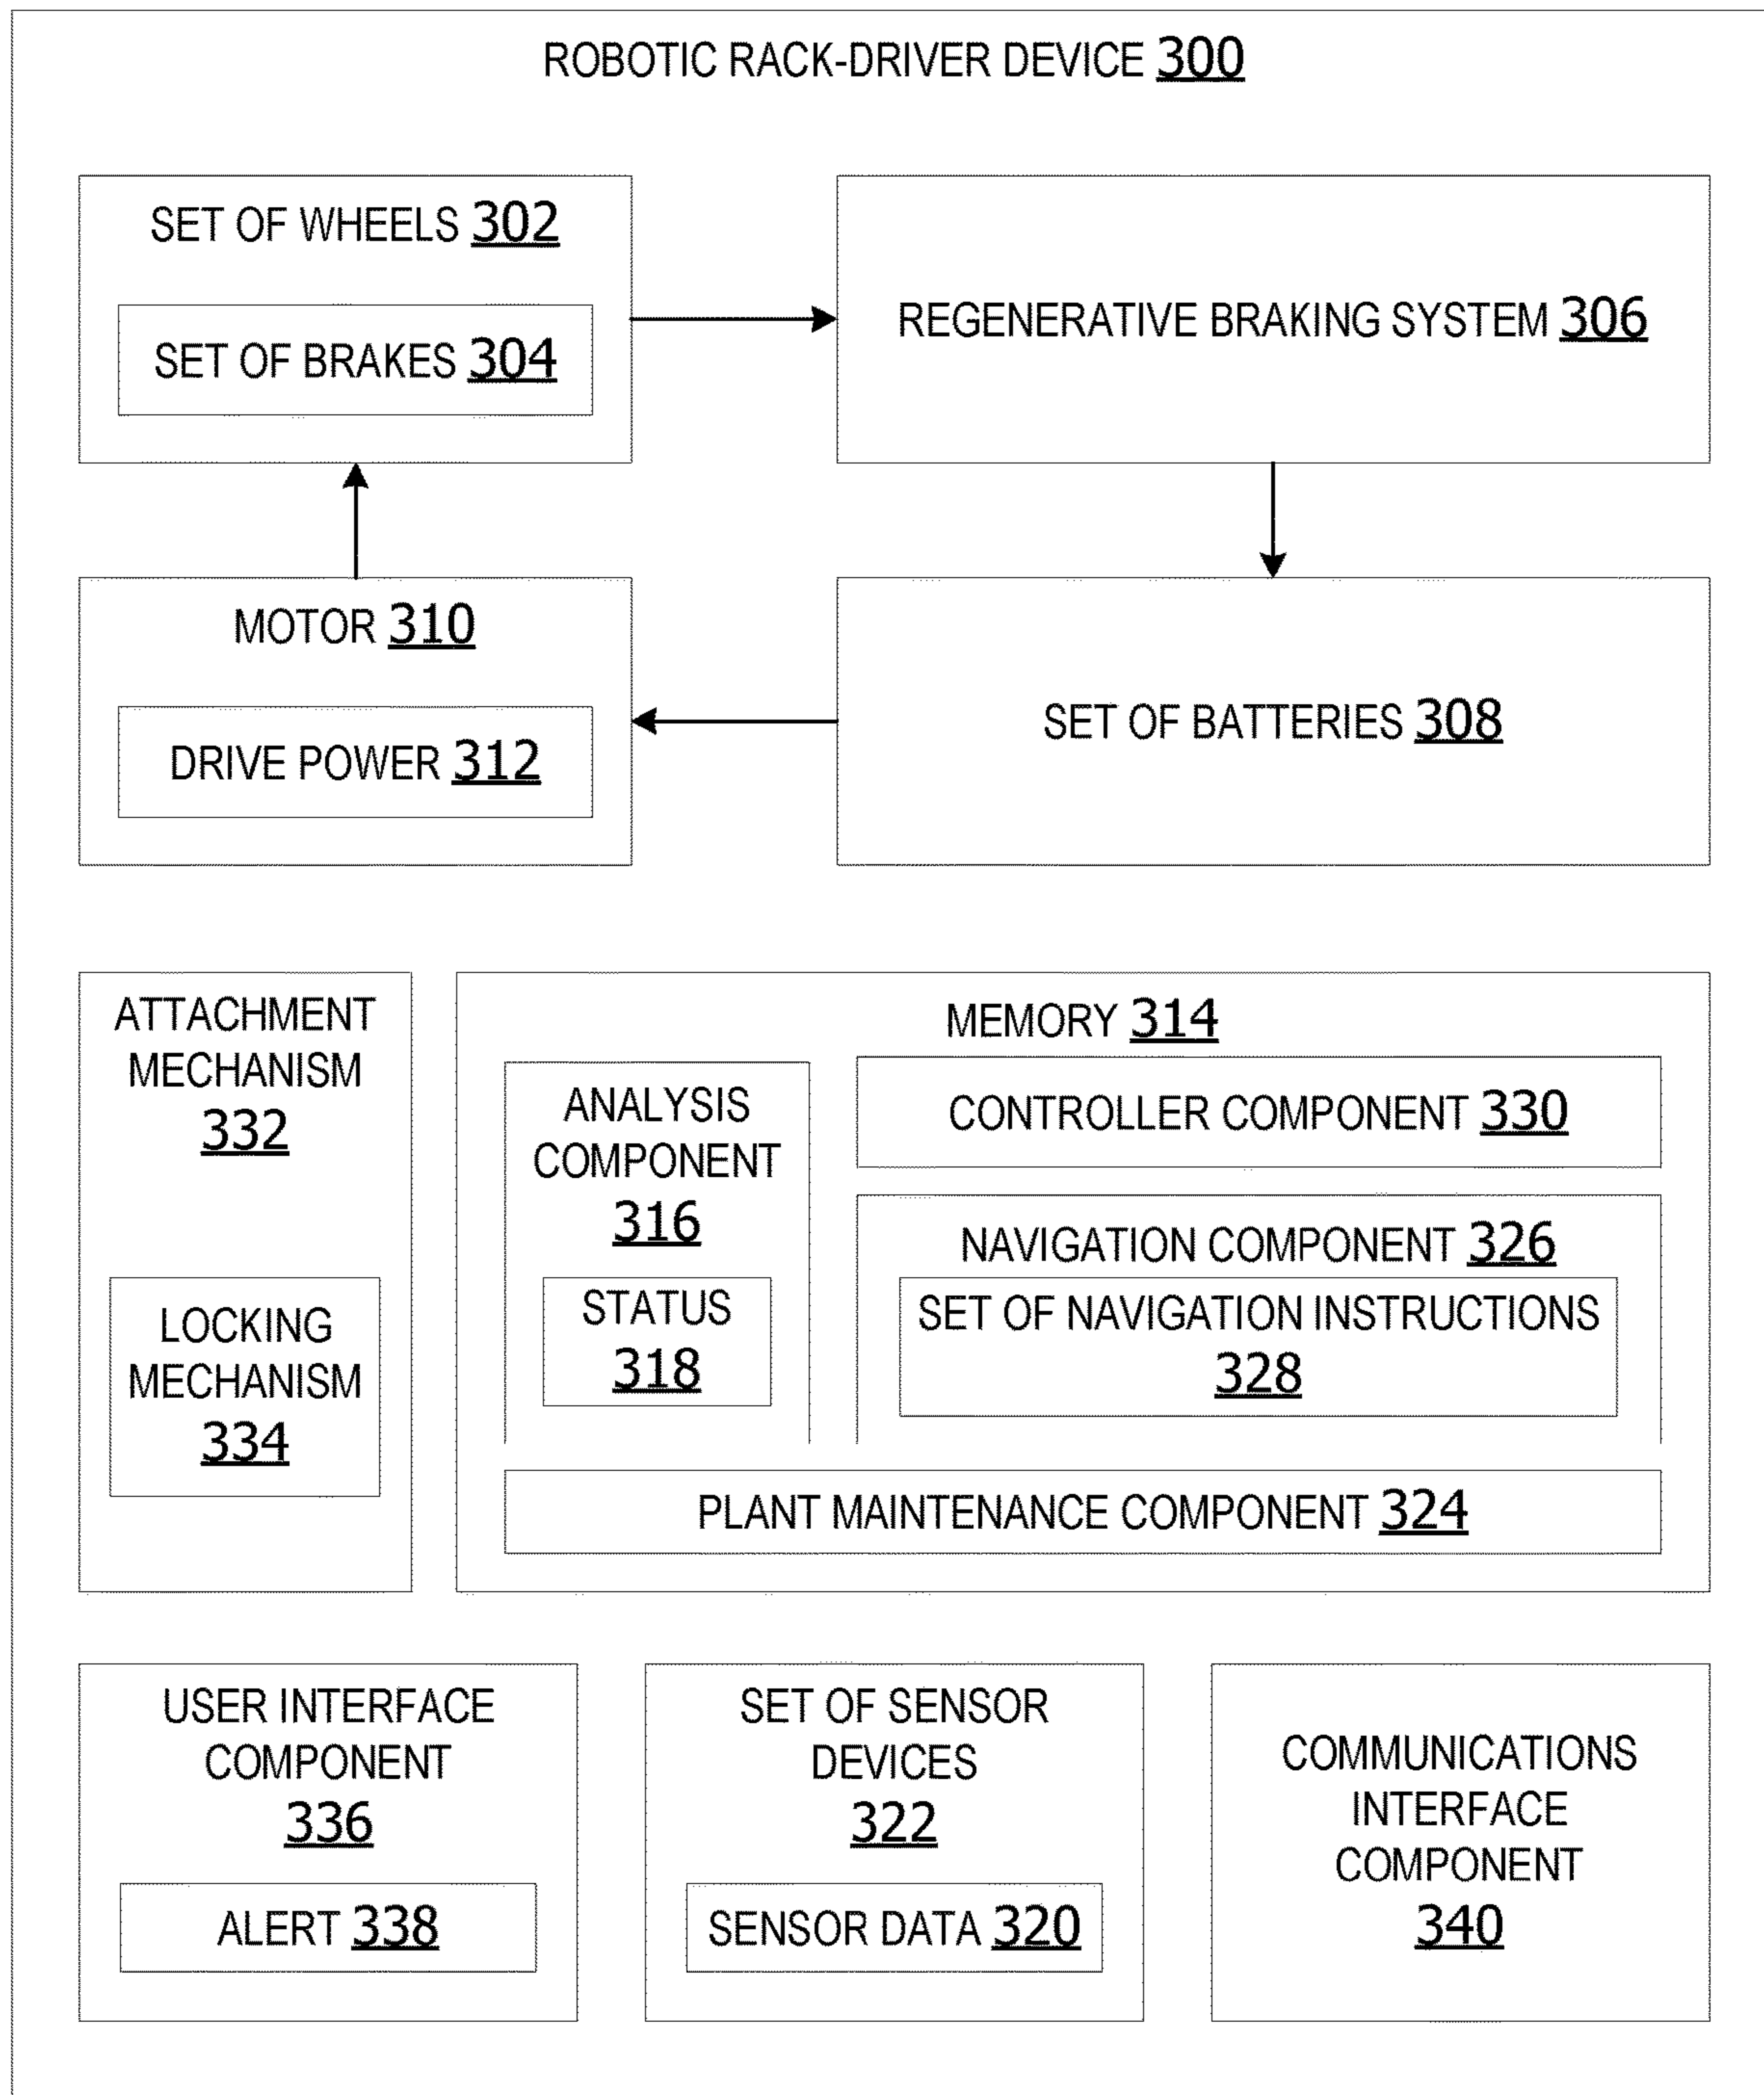 ROBOTIC RACK-DRIVER DEVICE 300
SET OF WHEELS 302
SET OF BRAKES 304
REGENERATIVE BRAKING SYSTEM 306
MOTOR 310
DRIVE POWER 312
SET OF BATTERIES 308
ATTACHMENT
MECHANISM
332
LOCKING
MECHANISM
334
MEMORY 314
ANALYSIS
COMPONENT
316
STATUS
318
CONTROLLER COMPONENT 330
NAVIGATION COMPONENT 326
SET OF NAVIGATION INSTRUCTIONS
328
PLANT MAINTENANCE COMPONENT 324
USER INTERFACE
COMPONENT
336
ALERT 338
SET OF SENSOR
DEVICES
322
SENSOR DATA 320
COMMUNICATIONS
INTERFACE
COMPONENT
340